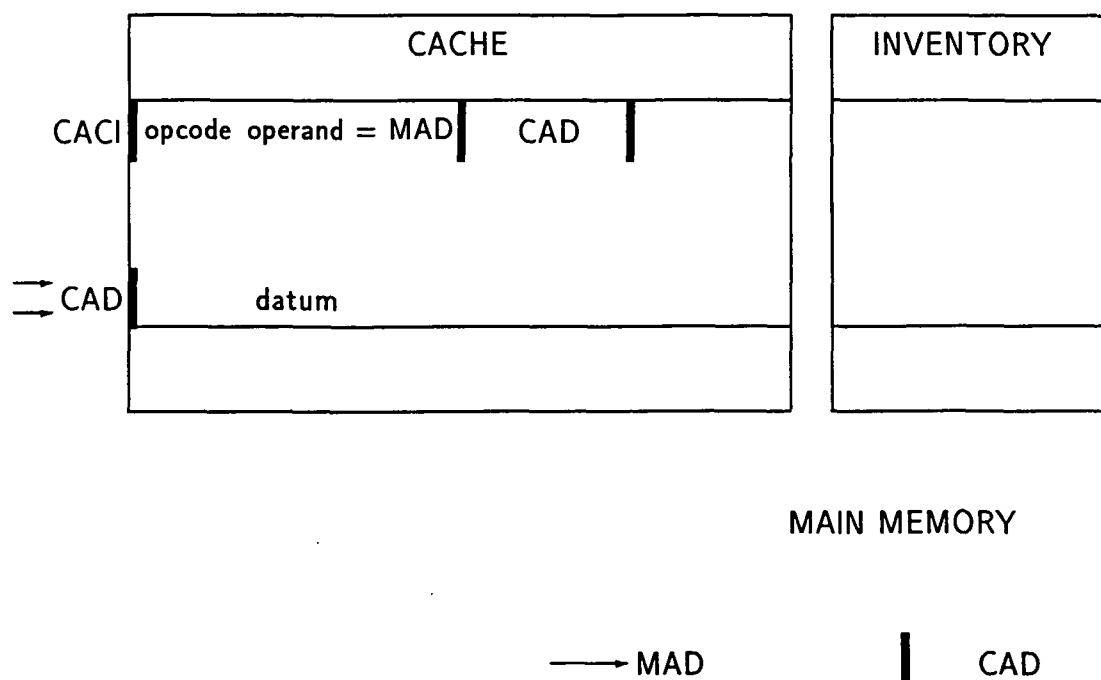 CACHE INVENTORY
CACI opcode operand = MAD CAD
CAD datum
MAIN MEMORY
MAD CAD